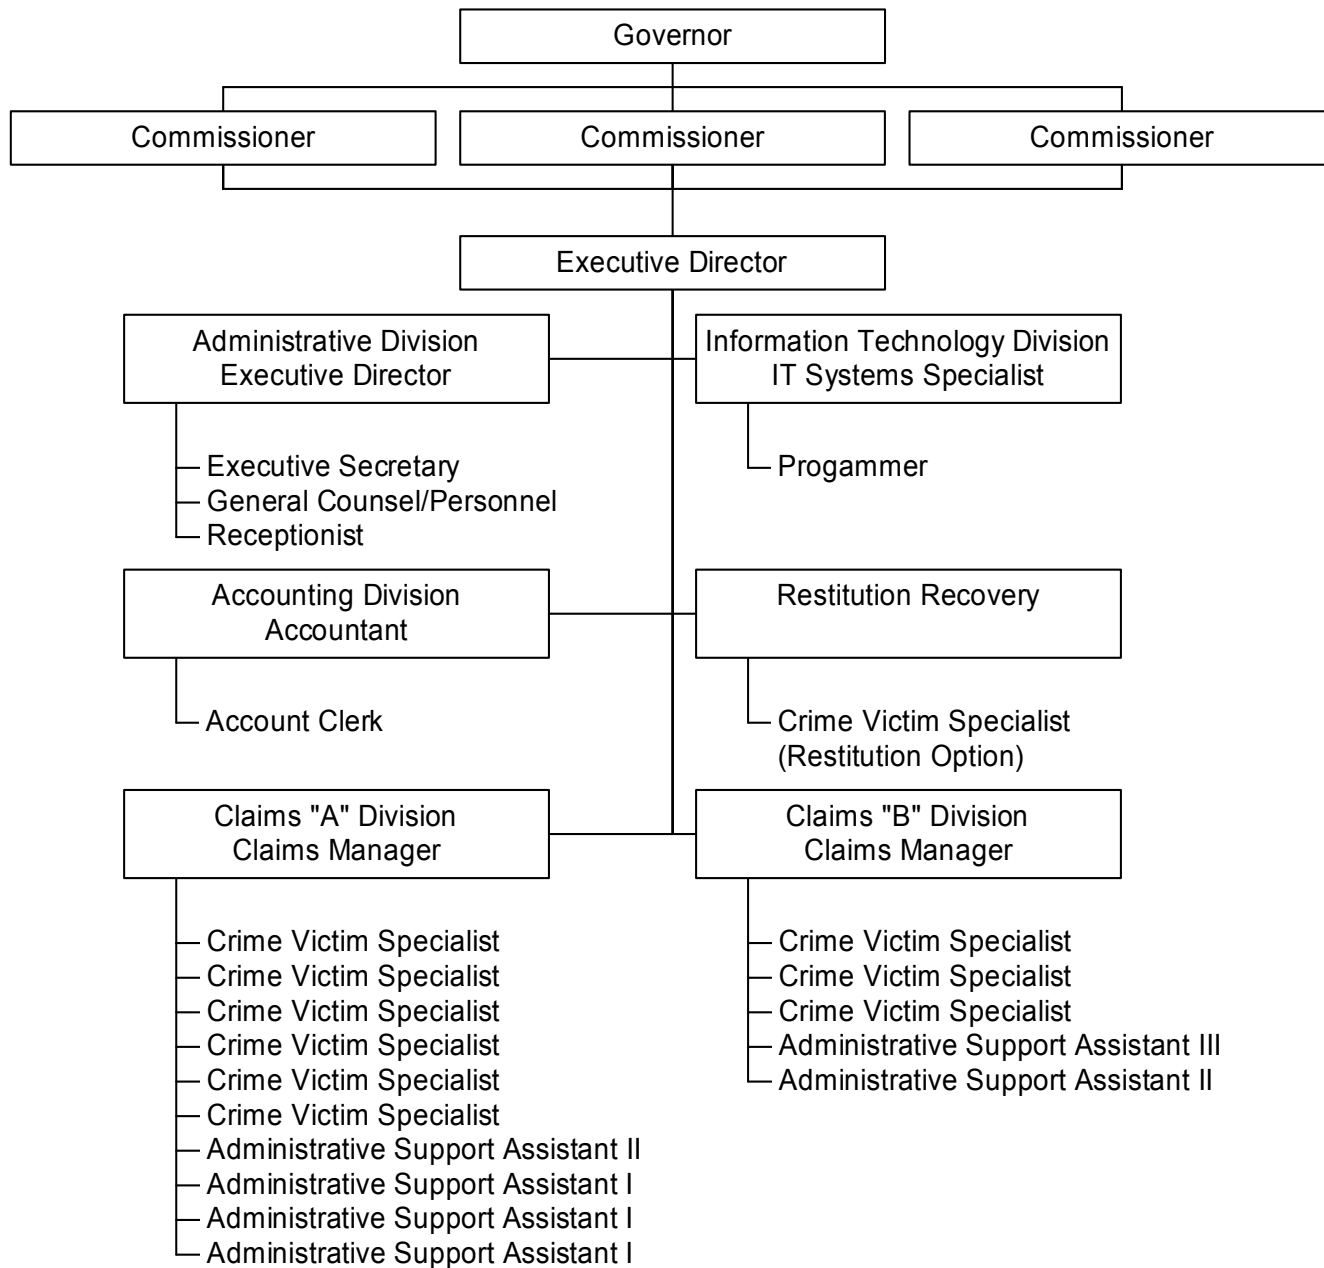 Governor
Commissioner
Commissioner
Commissioner
Executive Director
Administrative Division
Executive Director
Information Technology Division
IT Systems Specialist
Executive Secretary
General Counsel/Personnel
Receptionist
Progammer
Accounting Division
Accountant
Restitution Recovery
Account Clerk
Crime Victim Specialist
(Restitution Option)
Claims "A" Division
Claims Manager
Claims "B" Division
Claims Manager
Crime Victim Specialist
Crime Victim Specialist
Crime Victim Specialist
Crime Victim Specialist
Crime Victim Specialist
Crime Victim Specialist
Administrative Support Assistant II
Administrative Support Assistant I
Administrative Support Assistant I
Administrative Support Assistant I
Crime Victim Specialist
Crime Victim Specialist
Crime Victim Specialist
Administrative Support Assistant III
Administrative Support Assistant II